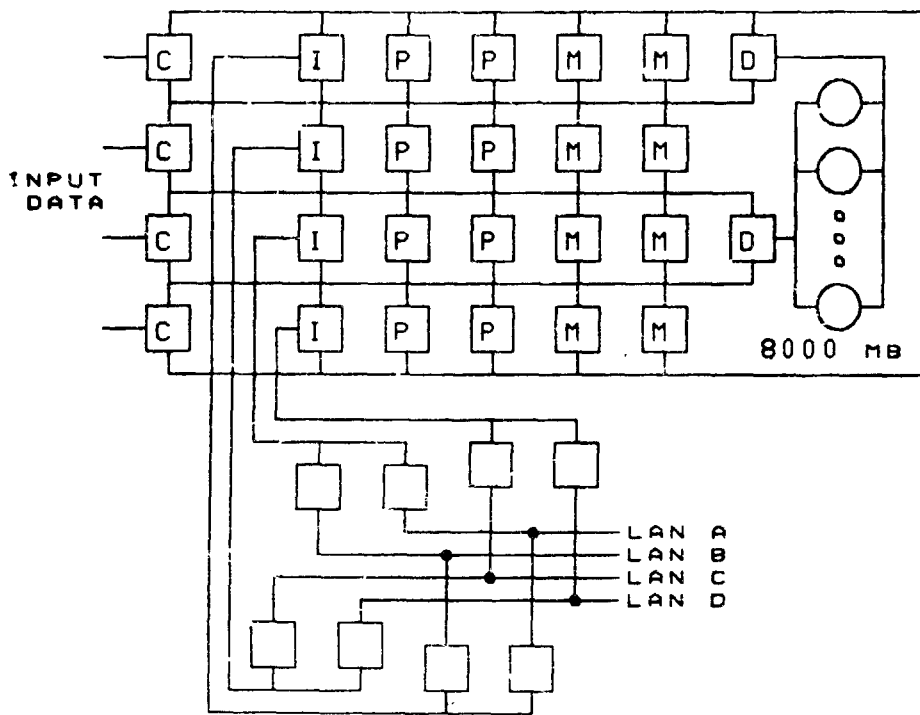 C I P P M M D
C I P P M M
INPUT
DATA
C I P P M M D
C I P P M M
8000 MB
LAN A
LAN B
LAN C
LAN D